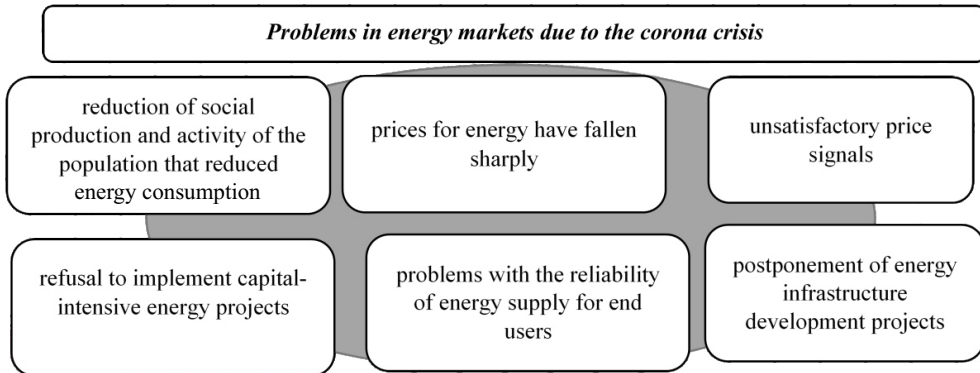 Problems in energy markets due to the corona crisis
reduction of social
production and activity of the
population that reduced
energy consumption
prices for energy have fallen
sharply
unsatisfactory price
signals
refusal to implement capital-
intensive energy projects
problems with the reliability
of energy supply for end
users
postponement of energy
infrastructure
development projects